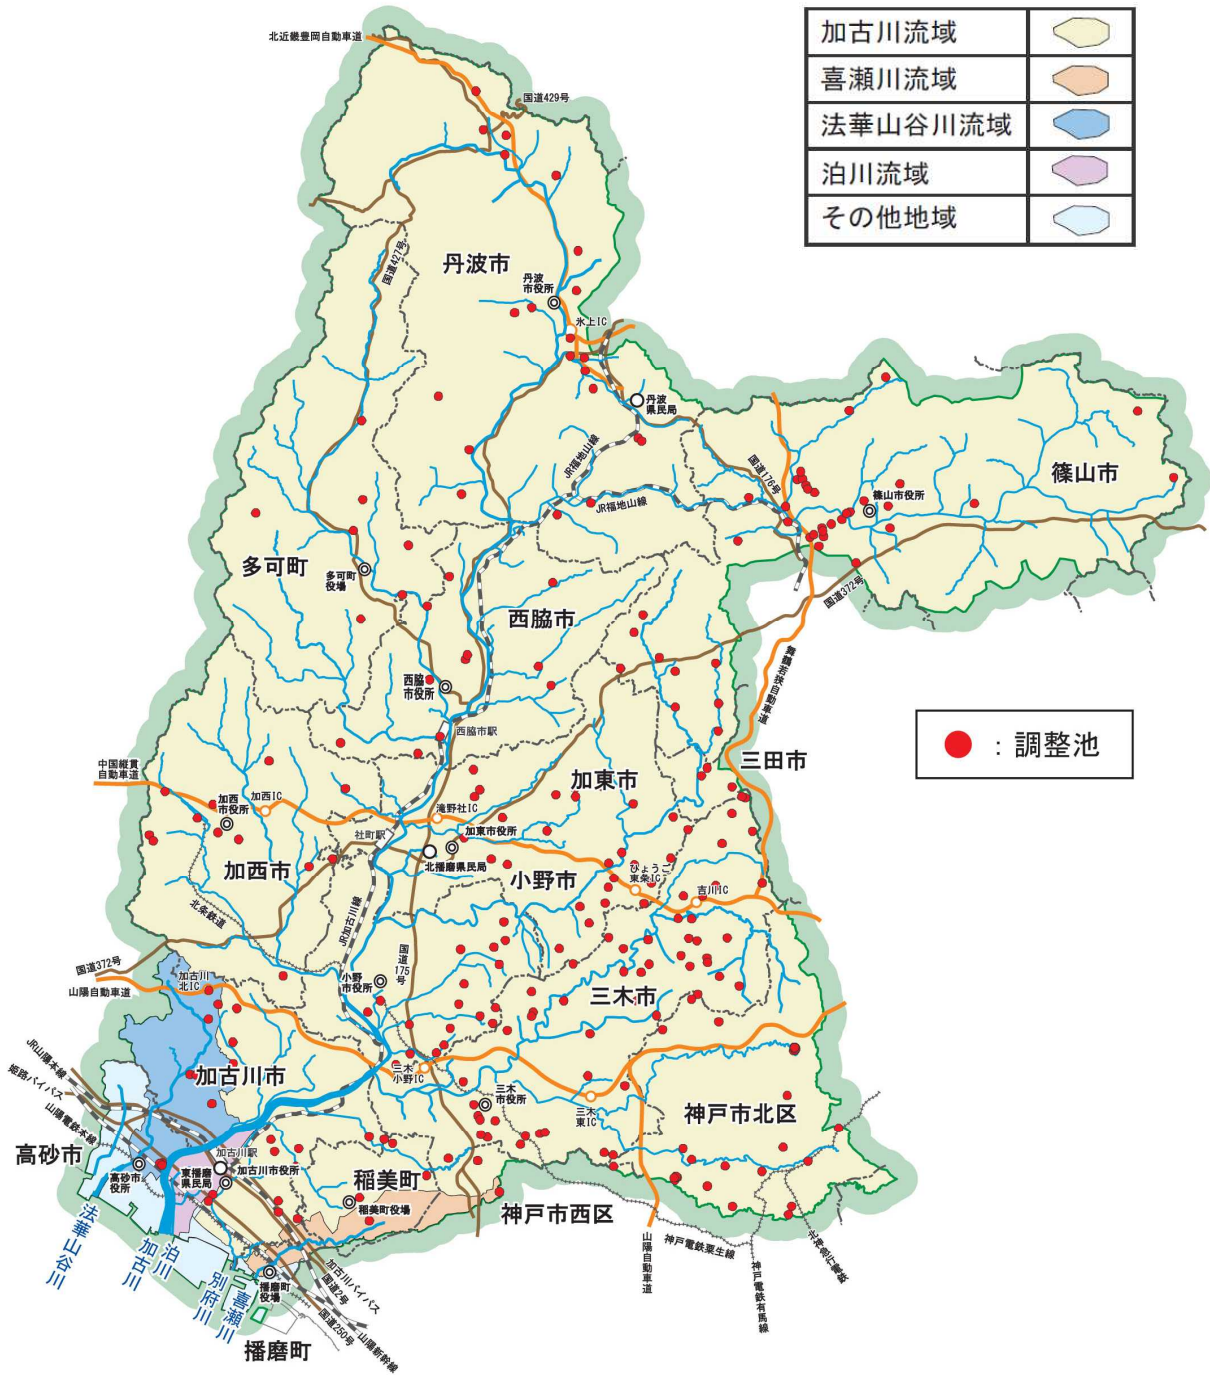 加古川流域
喜瀬川流域
法華山谷川流域
泊川流域
その他地域
：調整池
北近畿豊岡自動車道
国道429号
国道427号
丹波市
丹波
市役所
氷上IC
丹波
県民局
JR福知山線
JR福知山線
国道176号
篠山市
篠山市役所
国道372号
多可町
多可町
役場
西脇市
西脇
市役所
西脇市駅
舞鶴若狭自動車道
三田市
中国縦貫
自動車道
加西
市役所
加西IC
加東市
滝野社IC
社町駅
加東市役所
北播磨県民局
加西市
小野市
ひょうご
東条IC
吉川IC
北条鉄道
JR加古川線
国道
175
号
国道372号
山陽自動車道
加古川
北IC
小野
市役所
三木市
JR山陽本線
姫路バイパス
山陽電鉄本線
加古川市
三木
小野IC
三木
市役所
三木
東IC
神戸市北区
高砂市
高砂市
役所
加古川駅
東播磨
県民局
加古川市役所
稲美町
稲美町役場
神戸市西区
神戸電鉄粟生線
山陽自動車道
神戸電鉄有馬線
北神急行電鉄
法華山谷川
加古川
泊川
別府川
喜瀬川
播磨町
役場
播磨町
加古川バイパス
国道2号
国道250号
山陽新幹線